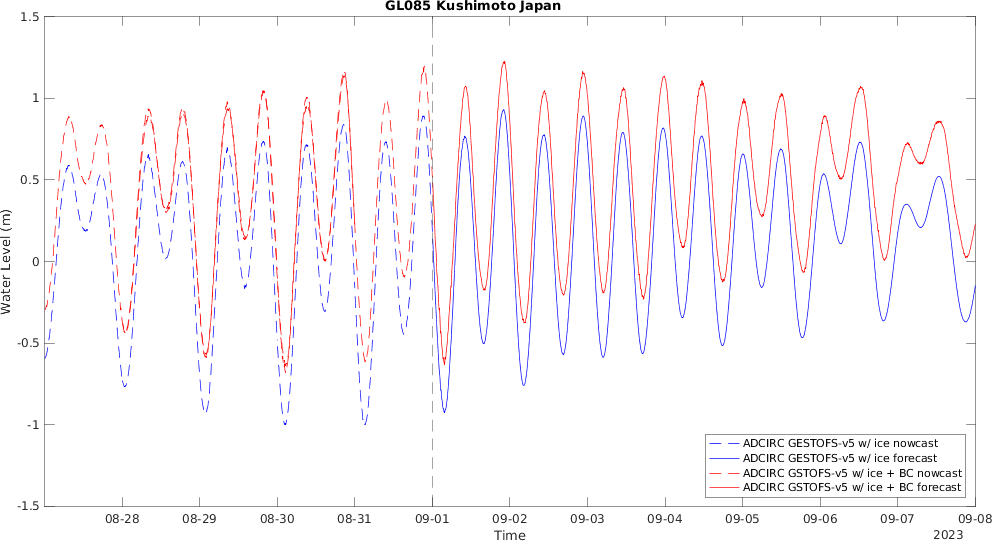 GL085 Kushimoto Japan
1.5
1
0.5
0
-0.5
-1
-1.5
Water Level (m)
08-28
08-29
08-30
08-31
09-01
09-02
09-03
09-04
09-05
09-06
09-07
09-08
2023
Time
ADCIRC GESTOFS-v5 w/ ice nowcast
ADCIRC GESTOFS-v5 w/ ice forecast
ADCIRC GSTOFS-v5 w/ ice + BC nowcast
ADCIRC GSTOFS-v5 w/ ice + BC forecast